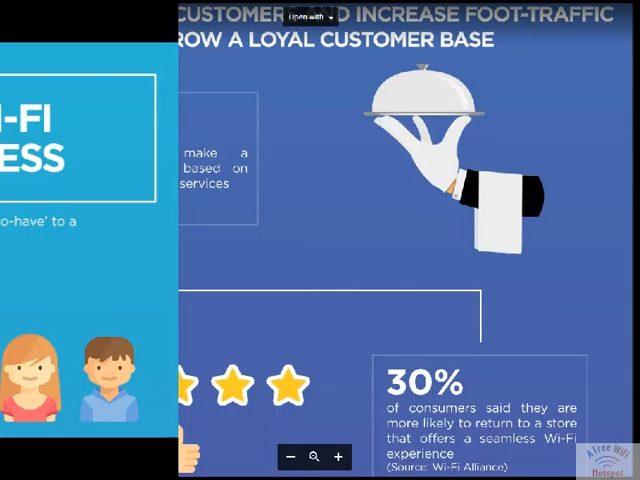 CUSTOMERS AND INCREASE FOOT-TRAFFIC
Open with
ROW A LOYAL CUSTOMER BASE
I-FI
ESS
o-have' to a
make a
based on
services
30%
of consumers said they are
more likely to return to a store
that offers a seamless Wi-Fi
experience
(Source: Wi-Fi Alliance)
A Free WiFi
Hotspot